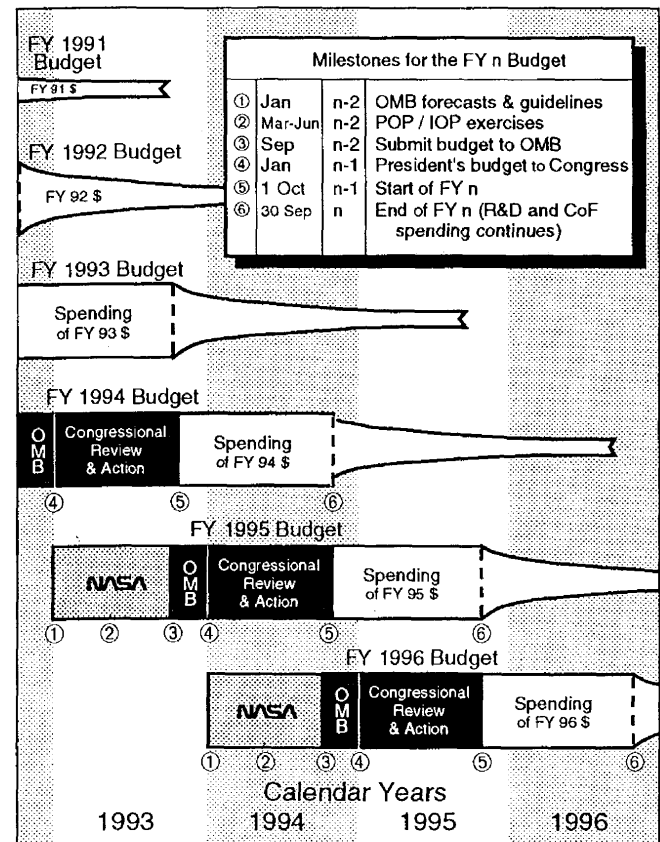 FY 1991
Budget
FY 91 $
Milestones for the FY n Budget
① Jan n-2 OMB forecasts & guidelines
② Mar-Jun n-2 POP / IOP exercises
③ Sep n-2 Submit budget to OMB
④ Jan n-1 President's budget to Congress
⑤ 1 Oct n-1 Start of FY n
⑥ 30 Sep n End of FY n (R&D and CoF
spending continues)
FY 1992 Budget
FY 92 $
FY 1993 Budget
Spending
of FY 93 $
FY 1994 Budget
OMB
Congressional
Review
& Action
Spending
of FY 94 $
④ ⑤ ⑥
FY 1995 Budget
NASA
OMB
Congressional
Review
& Action
Spending
of FY 95 $
① ② ③ ④ ⑤ ⑥
FY 1996 Budget
NASA
OMB
Congressional
Review
& Action
Spending
of FY 96 $
① ② ③ ④ ⑤ ⑥
Calendar Years
1993 1994 1995 1996